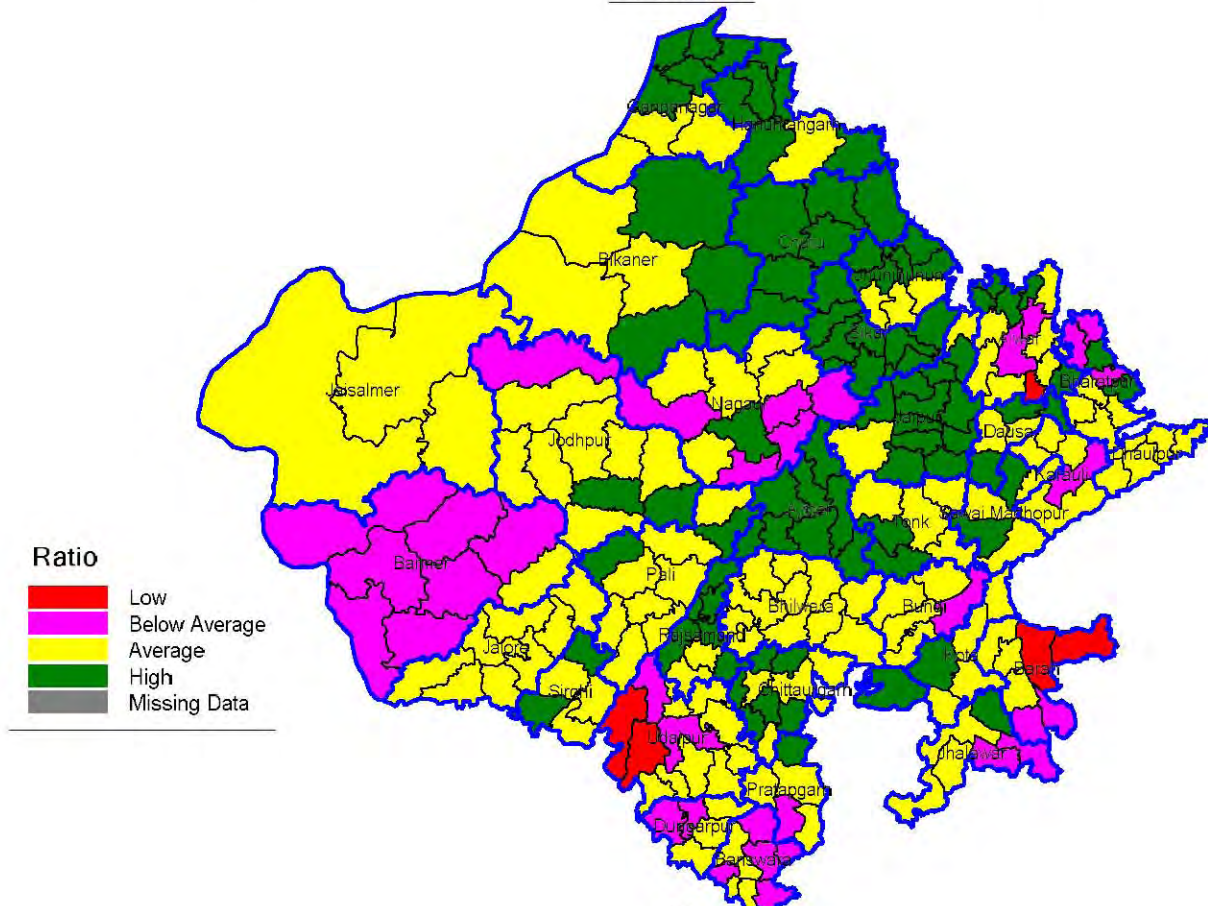 Ganganagar
Hanumangarh
Churu
Bikaner
Jhunjhunun
Sikar
Alwar
Jaisalmer
Bharatpur
Nagaur
Jaipur
Jodhpur
Dausa
Dhaulpur
Karauli
Ajmer
Tonk
Sawai Madhopur
Barmer
Pali
Bhilwara
Bundi
Rajsamand
Jalore
Kota
Baran
Sirohi
Chittaurgarh
Udaipur
Jhalawar
Pratapgarh
Dungarpur
Banswara
Ratio
Low
Below Average
Average
High
Missing Data